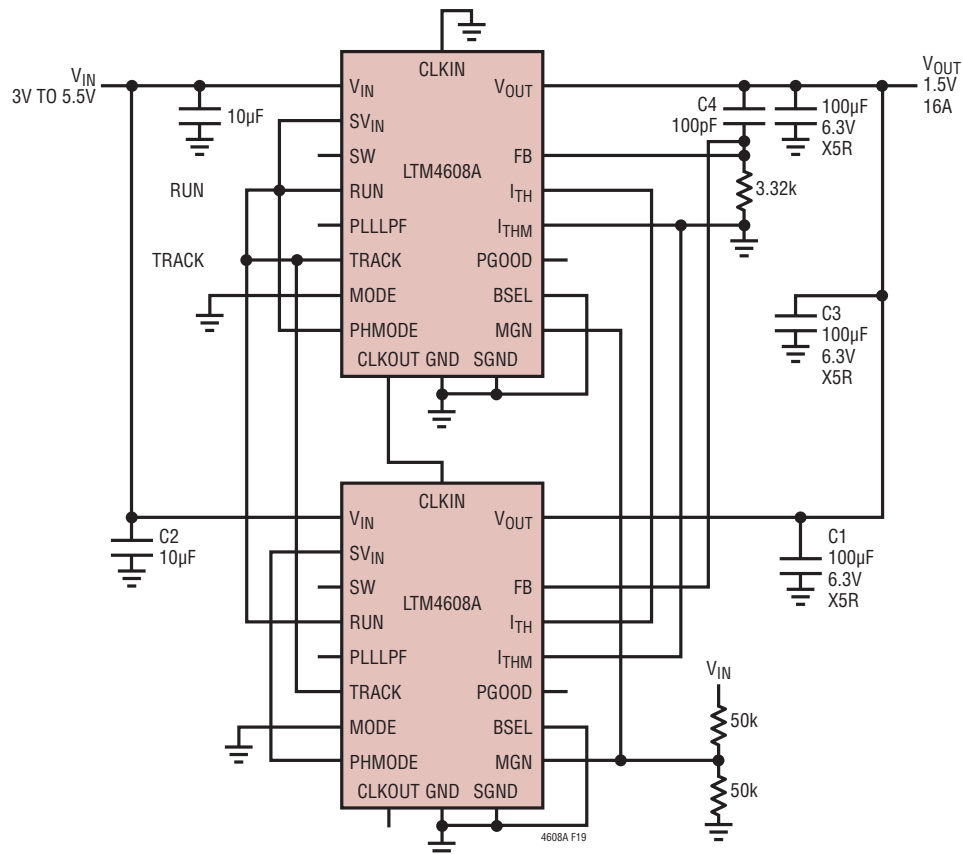 CLKIN
VIN
3V TO 5.5V
10µF
VIN
SVIN
SW
RUN
PLLLPF
TRACK
MODE
PHMODE
RUN
TRACK
LTM4608A
VOUT
FB
ITH
ITHM
PGOOD
BSEL
MGN
CLKOUT GND SGND
C4
100pF
100µF
6.3V
X5R
VOUT
1.5V
16A
3.32k
C3
100µF
6.3V
X5R
CLKIN
C2
10µF
VIN
SVIN
SW
RUN
PLLLPF
TRACK
MODE
PHMODE
LTM4608A
VOUT
FB
ITH
ITHM
PGOOD
BSEL
MGN
CLKOUT GND SGND
C1
100µF
6.3V
X5R
VIN
50k
50k
4608A F19